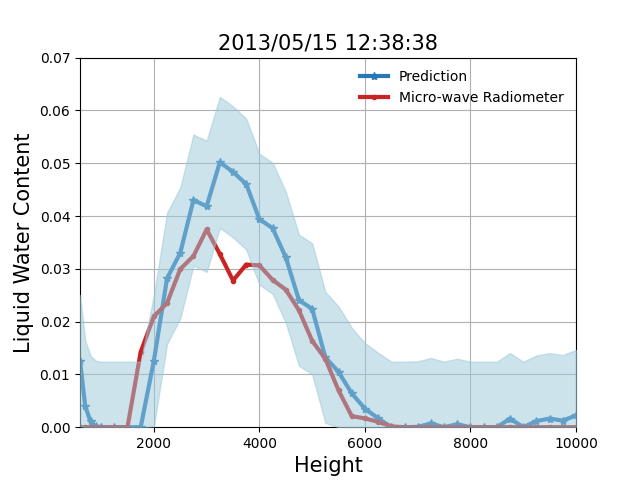 2013/05/15 12:38:38
0.07
0.06
0.05
0.04
0.03
0.02
0.01
0.00
Liquid Water Content
Prediction
Micro-wave Radiometer
2000 4000 6000 8000 10000
Height